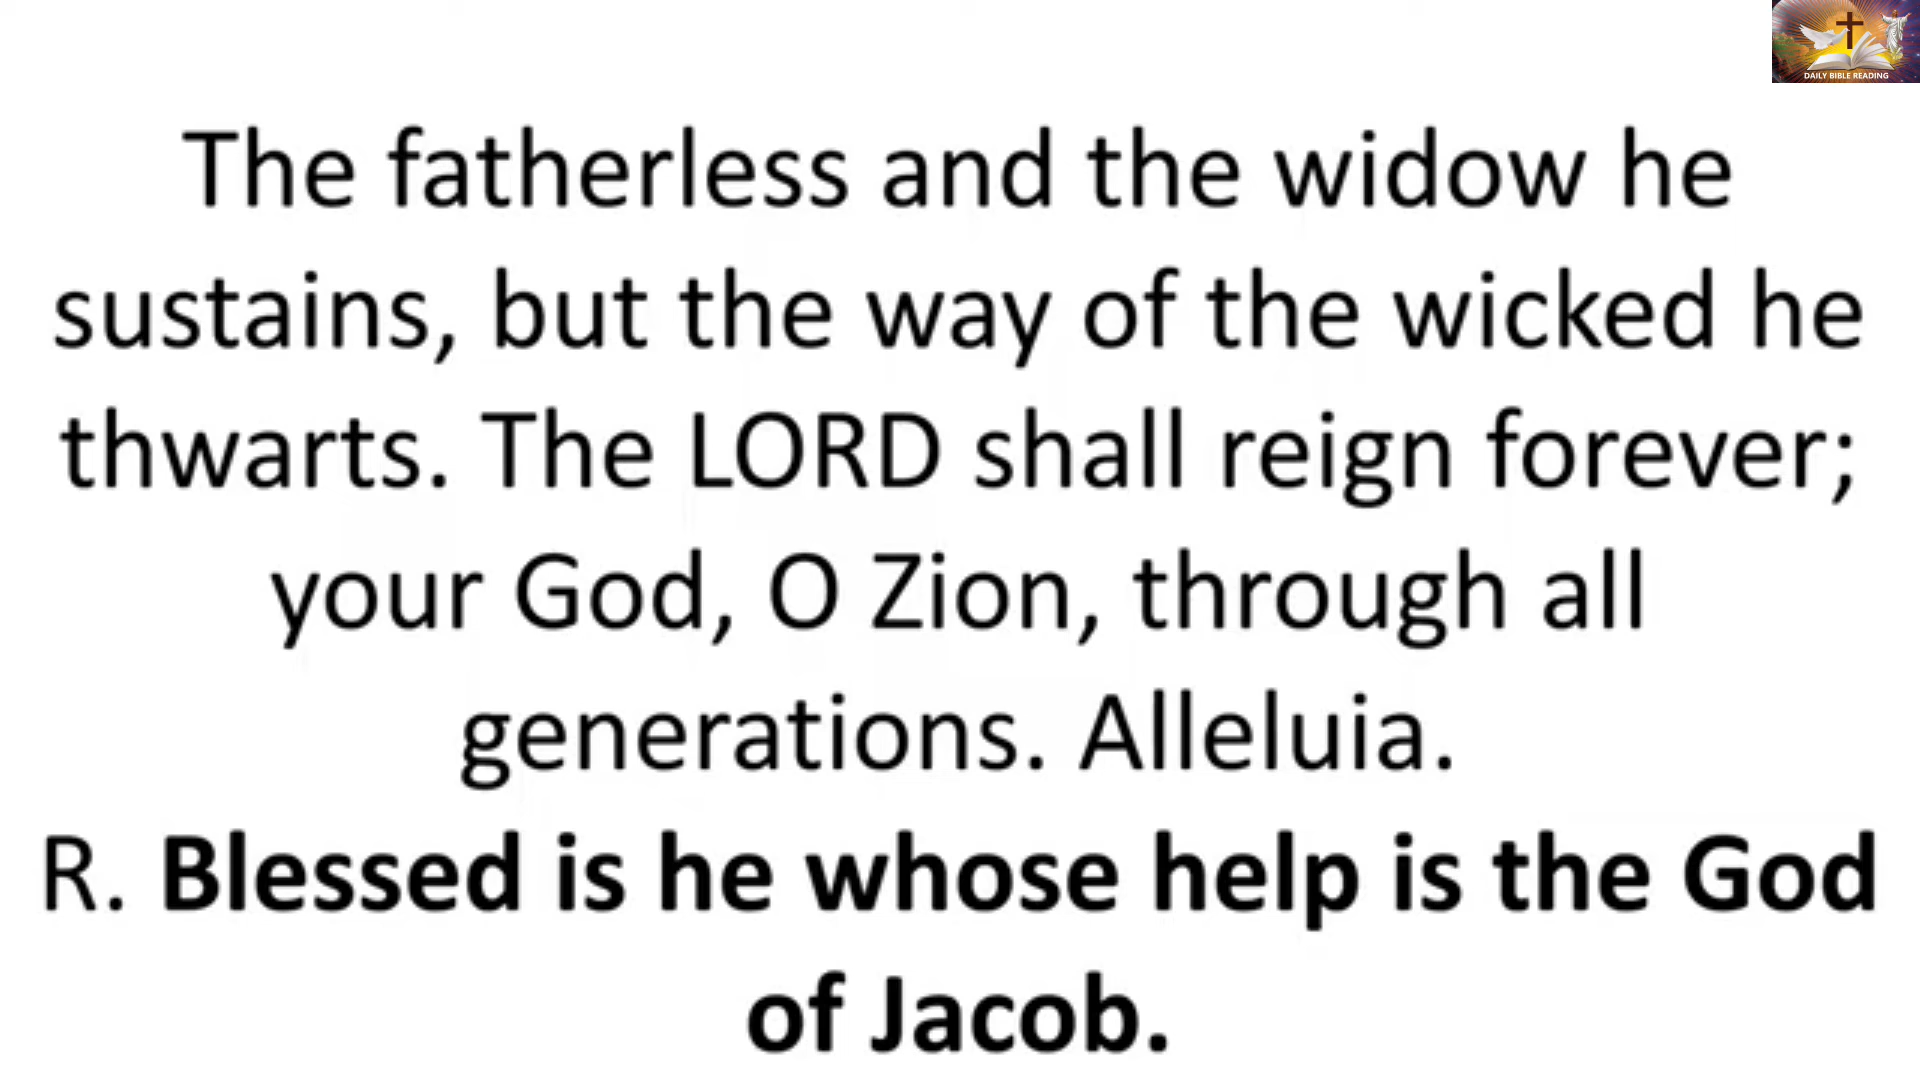 DAILY BIBLE READING
The fatherless and the widow he
sustains, but the way of the wicked he
thwarts. The LORD shall reign forever;
your God, O Zion, through all
generations. Alleluia.
R. Blessed is he whose help is the God
of Jacob.